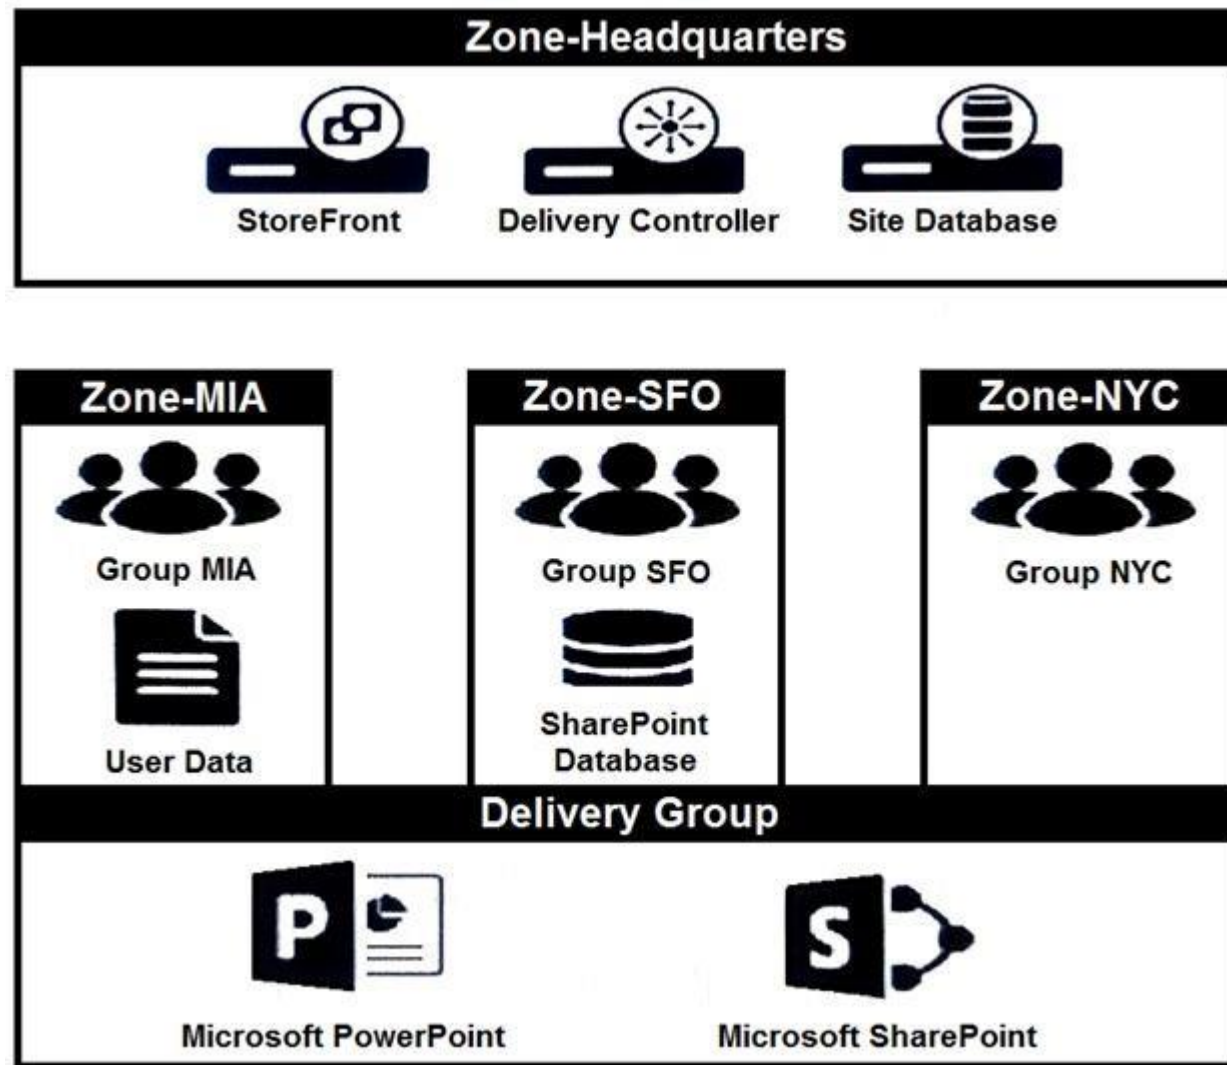 Zone-Headquarters
StoreFront
Delivery Controller
Site Database
Zone-MIA
Zone-SFO
Zone-NYC
Group MIA
Group SFO
Group NYC
User Data
SharePoint
Database
Delivery Group
P
S
Microsoft PowerPoint
Microsoft SharePoint